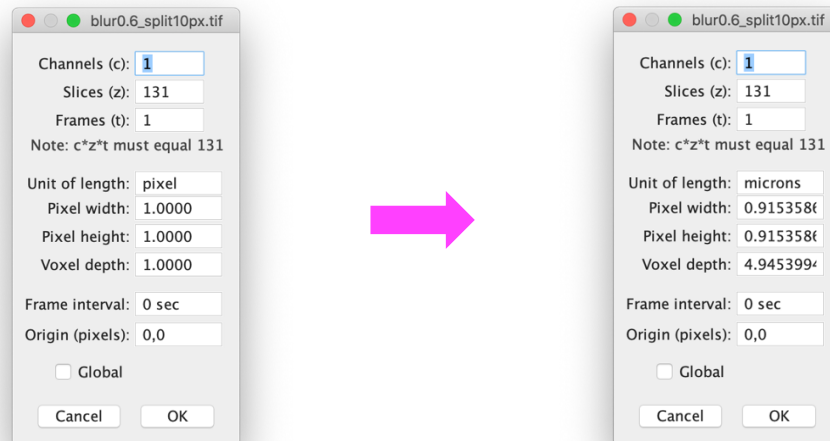 blur0.6_split10px.tif
Channels (c): 1
Slices (z): 131
Frames (t): 1
Note: c*z*t must equal 131
Unit of length: pixel
Pixel width: 1.0000
Pixel height: 1.0000
Voxel depth: 1.0000
Frame interval: 0 sec
Origin (pixels): 0,0
Global
Cancel OK
blur0.6_split10px.tif
Channels (c): 1
Slices (z): 131
Frames (t): 1
Note: c*z*t must equal 131
Unit of length: microns
Pixel width: 0.9153586
Pixel height: 0.9153586
Voxel depth: 4.9453994
Frame interval: 0 sec
Origin (pixels): 0,0
Global
Cancel OK